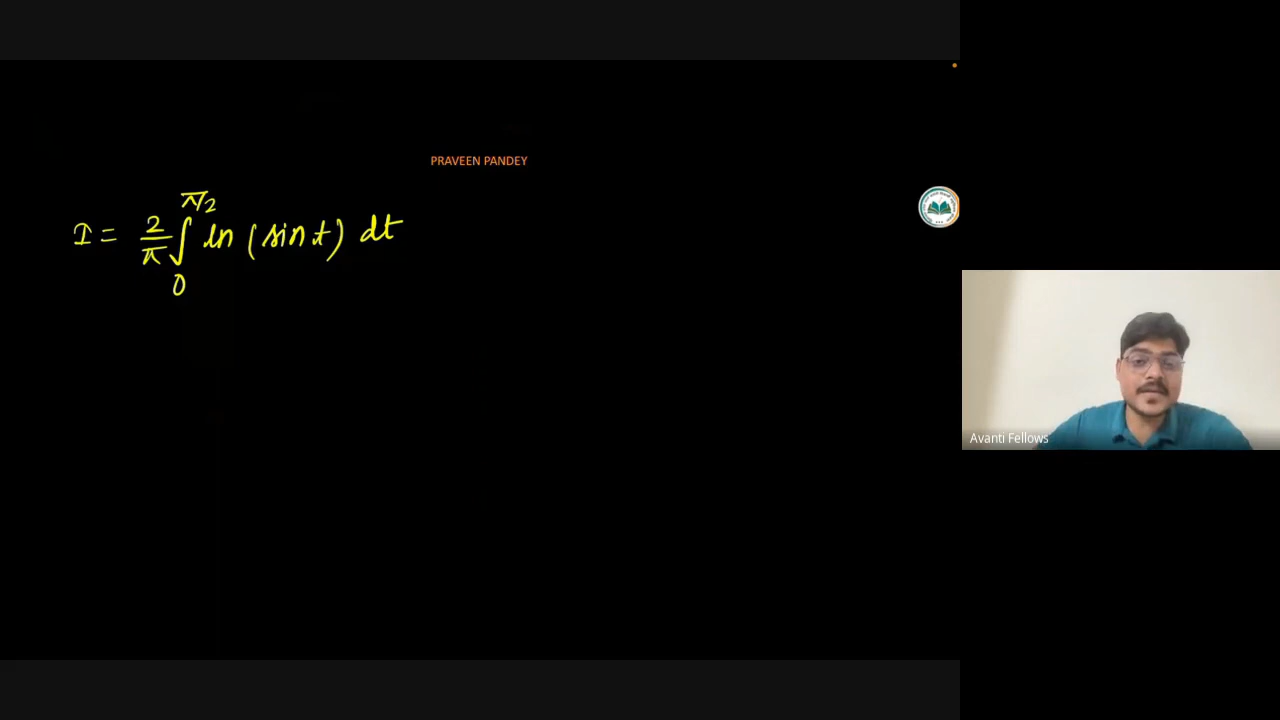 PRAVEEN PANDEY
I = 2/π ∫₀^{π/2} ln (sin t) dt
Avanti Fellows